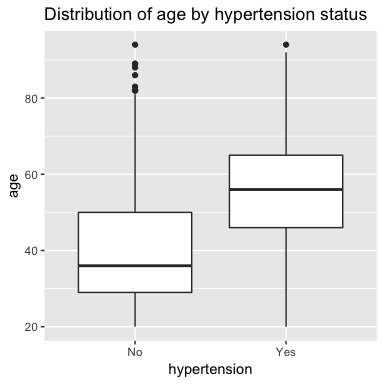 Distribution of age by hypertension status
80
60
40
20
age
No Yes
hypertension